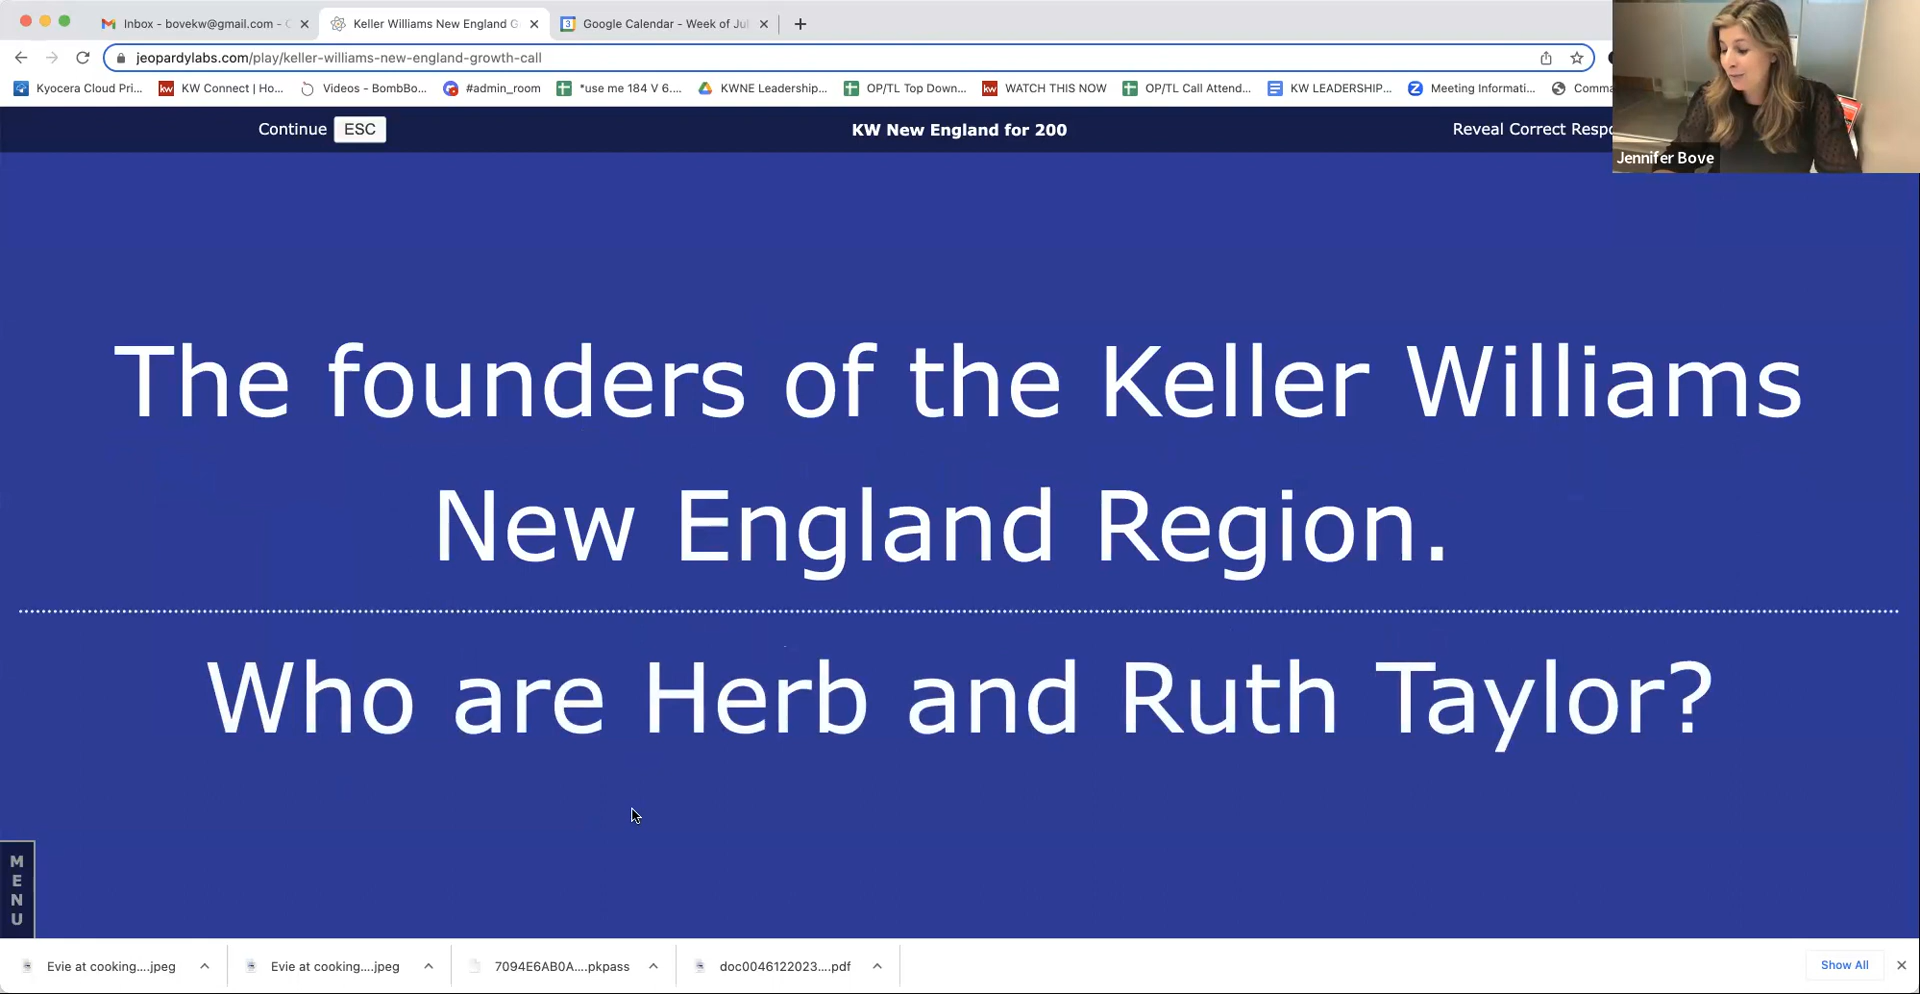 Inbox - bovekw@gmail.com -
Keller Williams New England G
Google Calendar - Week of Jul
jeopardylabs.com/play/keller-williams-new-england-growth-call
Kyocera Cloud Pri...
KW Connect | Ho...
Videos - BombBo...
#admin_room
*use me 184 V 6....
KWNE Leadership...
OP/TL Top Down...
WATCH THIS NOW
OP/TL Call Attend...
KW LEADERSHIP...
Meeting Informati...
Comma
Continue ESC
KW New England for 200
Reveal Correct Respo
Jennifer Bove
The founders of the Keller Williams
New England Region.
Who are Herb and Ruth Taylor?
MENU
Evie at cooking....jpeg
Evie at cooking....jpeg
7094E6AB0A....pkpass
doc0046122023....pdf
Show All